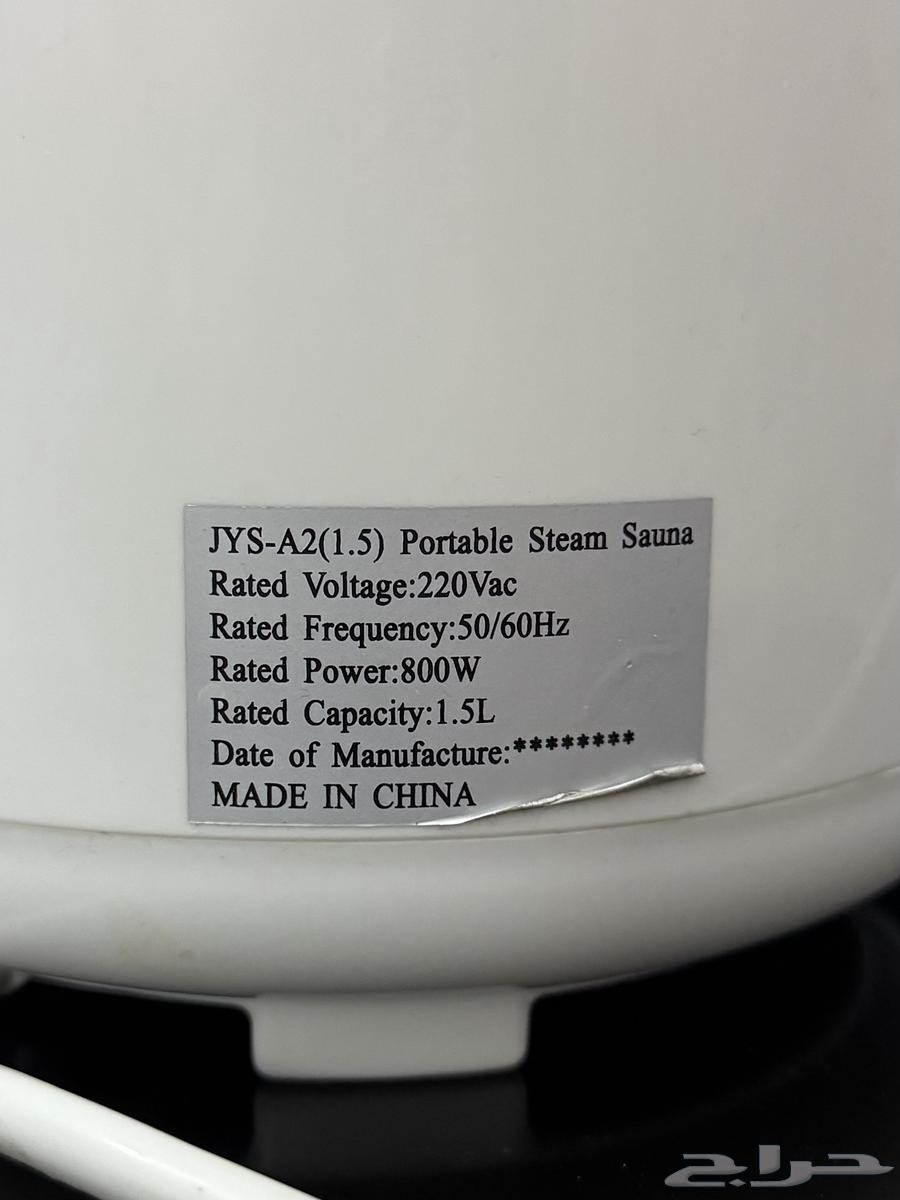 JYS-A2(1.5) Portable Steam Sauna
Rated Voltage:220Vac
Rated Frequency:50/60Hz
Rated Power:800W
Rated Capacity:1.5L
Date of Manufacture:********
MADE IN CHINA
حراج